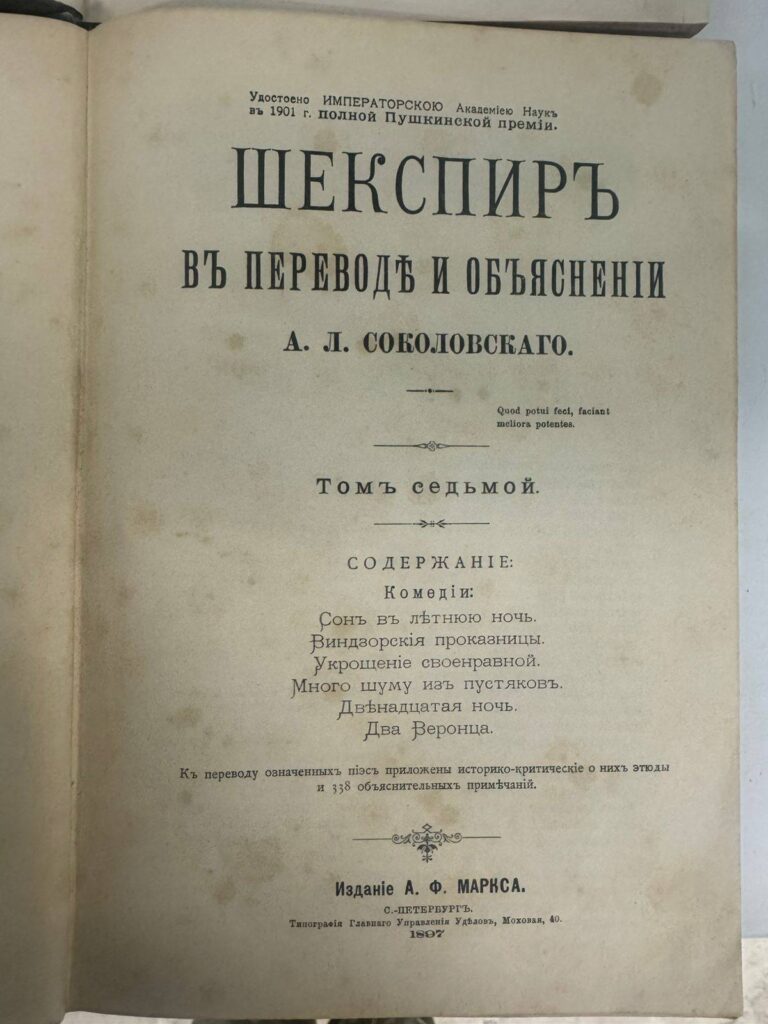 Удостоено ИМПЕРАТОРСКОЮ Академіею Наукъ
въ 1901 г. полной Пушкинской преміи.
ШЕКСПИРЪ
ВЪ ПЕРЕВОДѢ И ОБЪЯСНЕНІИ
А. Л. СОКОЛОВСКАГО.
Quod potui feci, faciant
meliora potentes.
Томъ седьмой.
СОДЕРЖАНІЕ:
Комедіи:
Сонъ въ лѣтнюю ночь.
Виндзорскія проказницы.
Укрощеніе своенравной.
Много шуму изъ пустяковъ.
Двѣнадцатая ночь.
Два Веронца.
Къ переводу означенныхъ піэсъ приложены историко-критическіе о нихъ этюды
и 338 объяснительныхъ примѣчаній.
Изданіе А. Ф. МАРКСА.
С.-ПЕТЕРБУРГЪ.
Типографія Главнаго Управленія Удѣловъ, Моховая, 40.
1897